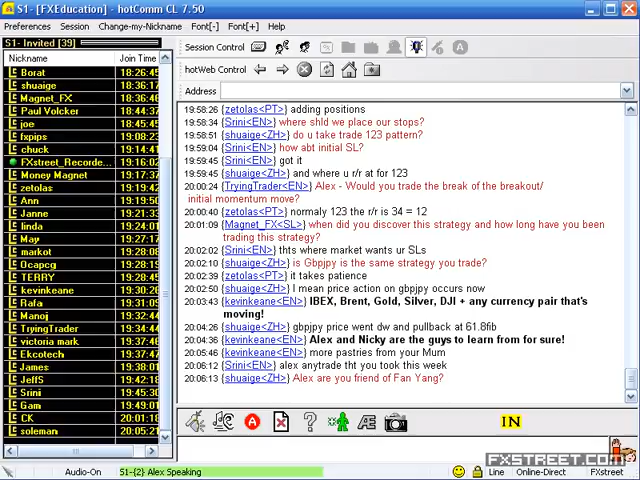 S1- [FXEducation] - hotComm CL 7.50
Preferences Session Change-my-Nickname Font[-] Font[+] Help
S1- Invited [39]
Session Control
Nickname Join Time
hotWeb Control
Address
Borat 18:26:45
shuaige 18:36:17
Magnet_FX 18:36:46
Paul Volcker 18:44:37
joe 18:45:46
fxpips 19:08:23
chuck 19:14:41
FXstreet_Recorde... 19:16:02
Money Magnet 19:17:37
zetolas 19:19:42
Ann 19:19:50
Janne 19:21:33
linda 19:24:01
May 19:27:27
markot 19:28:00
Ocapcg 19:28:10
TERRY 19:28:45
kevinkeane 19:30:27
Rafa 19:31:05
Manoj 19:32:44
TryingTrader 19:34:46
victoria mark 19:37:46
Ekcotech 19:37:48
James 19:38:27
JeffS 19:42:18
Srini 19:42:31
Gam 19:49:01
CK 20:01:18
soleman 20:05:21
19:58:26 {zetolas<PT>} adding positions
19:58:34 {Srini<EN>} where shld we place our stops?
19:58:51 {shuaige<ZH>} do u take trade 123 pattern?
19:59:04 {Srini<EN>} how abt initial SL?
19:59:45 {Srini<EN>} got it
19:59:45 {shuaige<ZH>} and where u r/r at for 123
20:00:24 {TryingTrader<EN>} Alex - Would you trade the break of the breakout/
initial momentum move?
20:00:40 {zetolas<PT>} normaly 123 the r/r is 34 = 12
20:01:09 {Magnet_FX<SL>} when did you discover this strategy and how long have you been
trading this strategy?
20:02:02 {Srini<EN>} thts where market wants ur SLs
20:02:10 {shuaige<ZH>} is Gbpjpy is the same strategy you trade?
20:02:39 {zetolas<PT>} it takes patience
20:02:50 {shuaige<ZH>} I mean price action on gbpjpy occurs now
20:03:43 {kevinkeane<EN>} IBEX, Brent, Gold, Silver, DJI + any currency pair that's
moving!
20:04:26 {shuaige<ZH>} gbpjpy price went dw and pullback at 61.8fib
20:04:36 {kevinkeane<EN>} Alex and Nicky are the guys to learn from for sure!
20:05:46 {kevinkeane<EN>} more pastries from your Mum
20:06:12 {Srini<EN>} alex anytrade tht you took this week
20:06:13 {shuaige<ZH>} Alex are you friend of Fan Yang?
IN
FXSTREET.COM
Audio-On S1-{2} Alex Speaking Line Online-Direct FXstreet